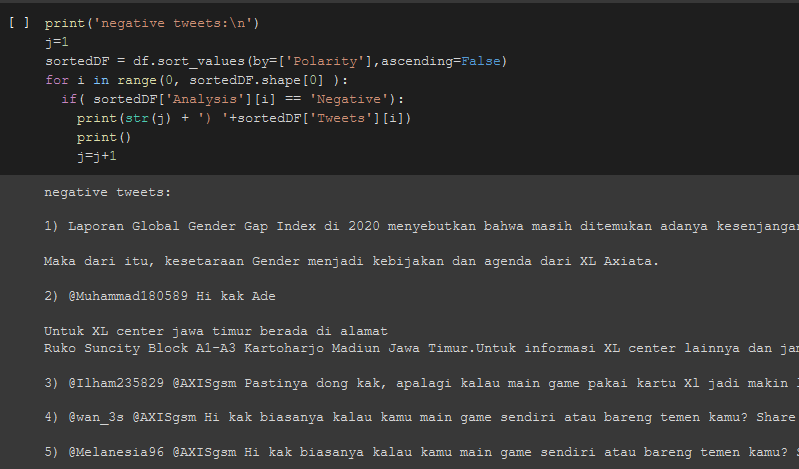 [ ] print('negative tweets:\n')
j=1
sortedDF = df.sort_values(by=['Polarity'],ascending=False)
for i in range(0, sortedDF.shape[0] ):
if( sortedDF['Analysis'][i] == 'Negative'):
print(str(j) + ') '+sortedDF['Tweets'][i])
print()
j=j+1
negative tweets:
1) Laporan Global Gender Gap Index di 2020 menyebutkan bahwa masih ditemukan adanya kesenjangan
Maka dari itu, kesetaraan Gender menjadi kebijakan dan agenda dari XL Axiata.
2) @Muhammad180589 Hi kak Ade
Untuk XL center jawa timur berada di alamat
Ruko Suncity Block A1-A3 Kartoharjo Madiun Jawa Timur.Untuk informasi XL center lainnya dan jam
3) @Ilham235829 @AXISgsm Pastinya dong kak, apalagi kalau main game pakai kartu Xl jadi makin
4) @wan_3s @AXISgsm Hi kak biasanya kalau kamu main game sendiri atau bareng temen kamu? Share
5) @Melanesia96 @AXISgsm Hi kak biasanya kalau kamu main game sendiri atau bareng temen kamu?